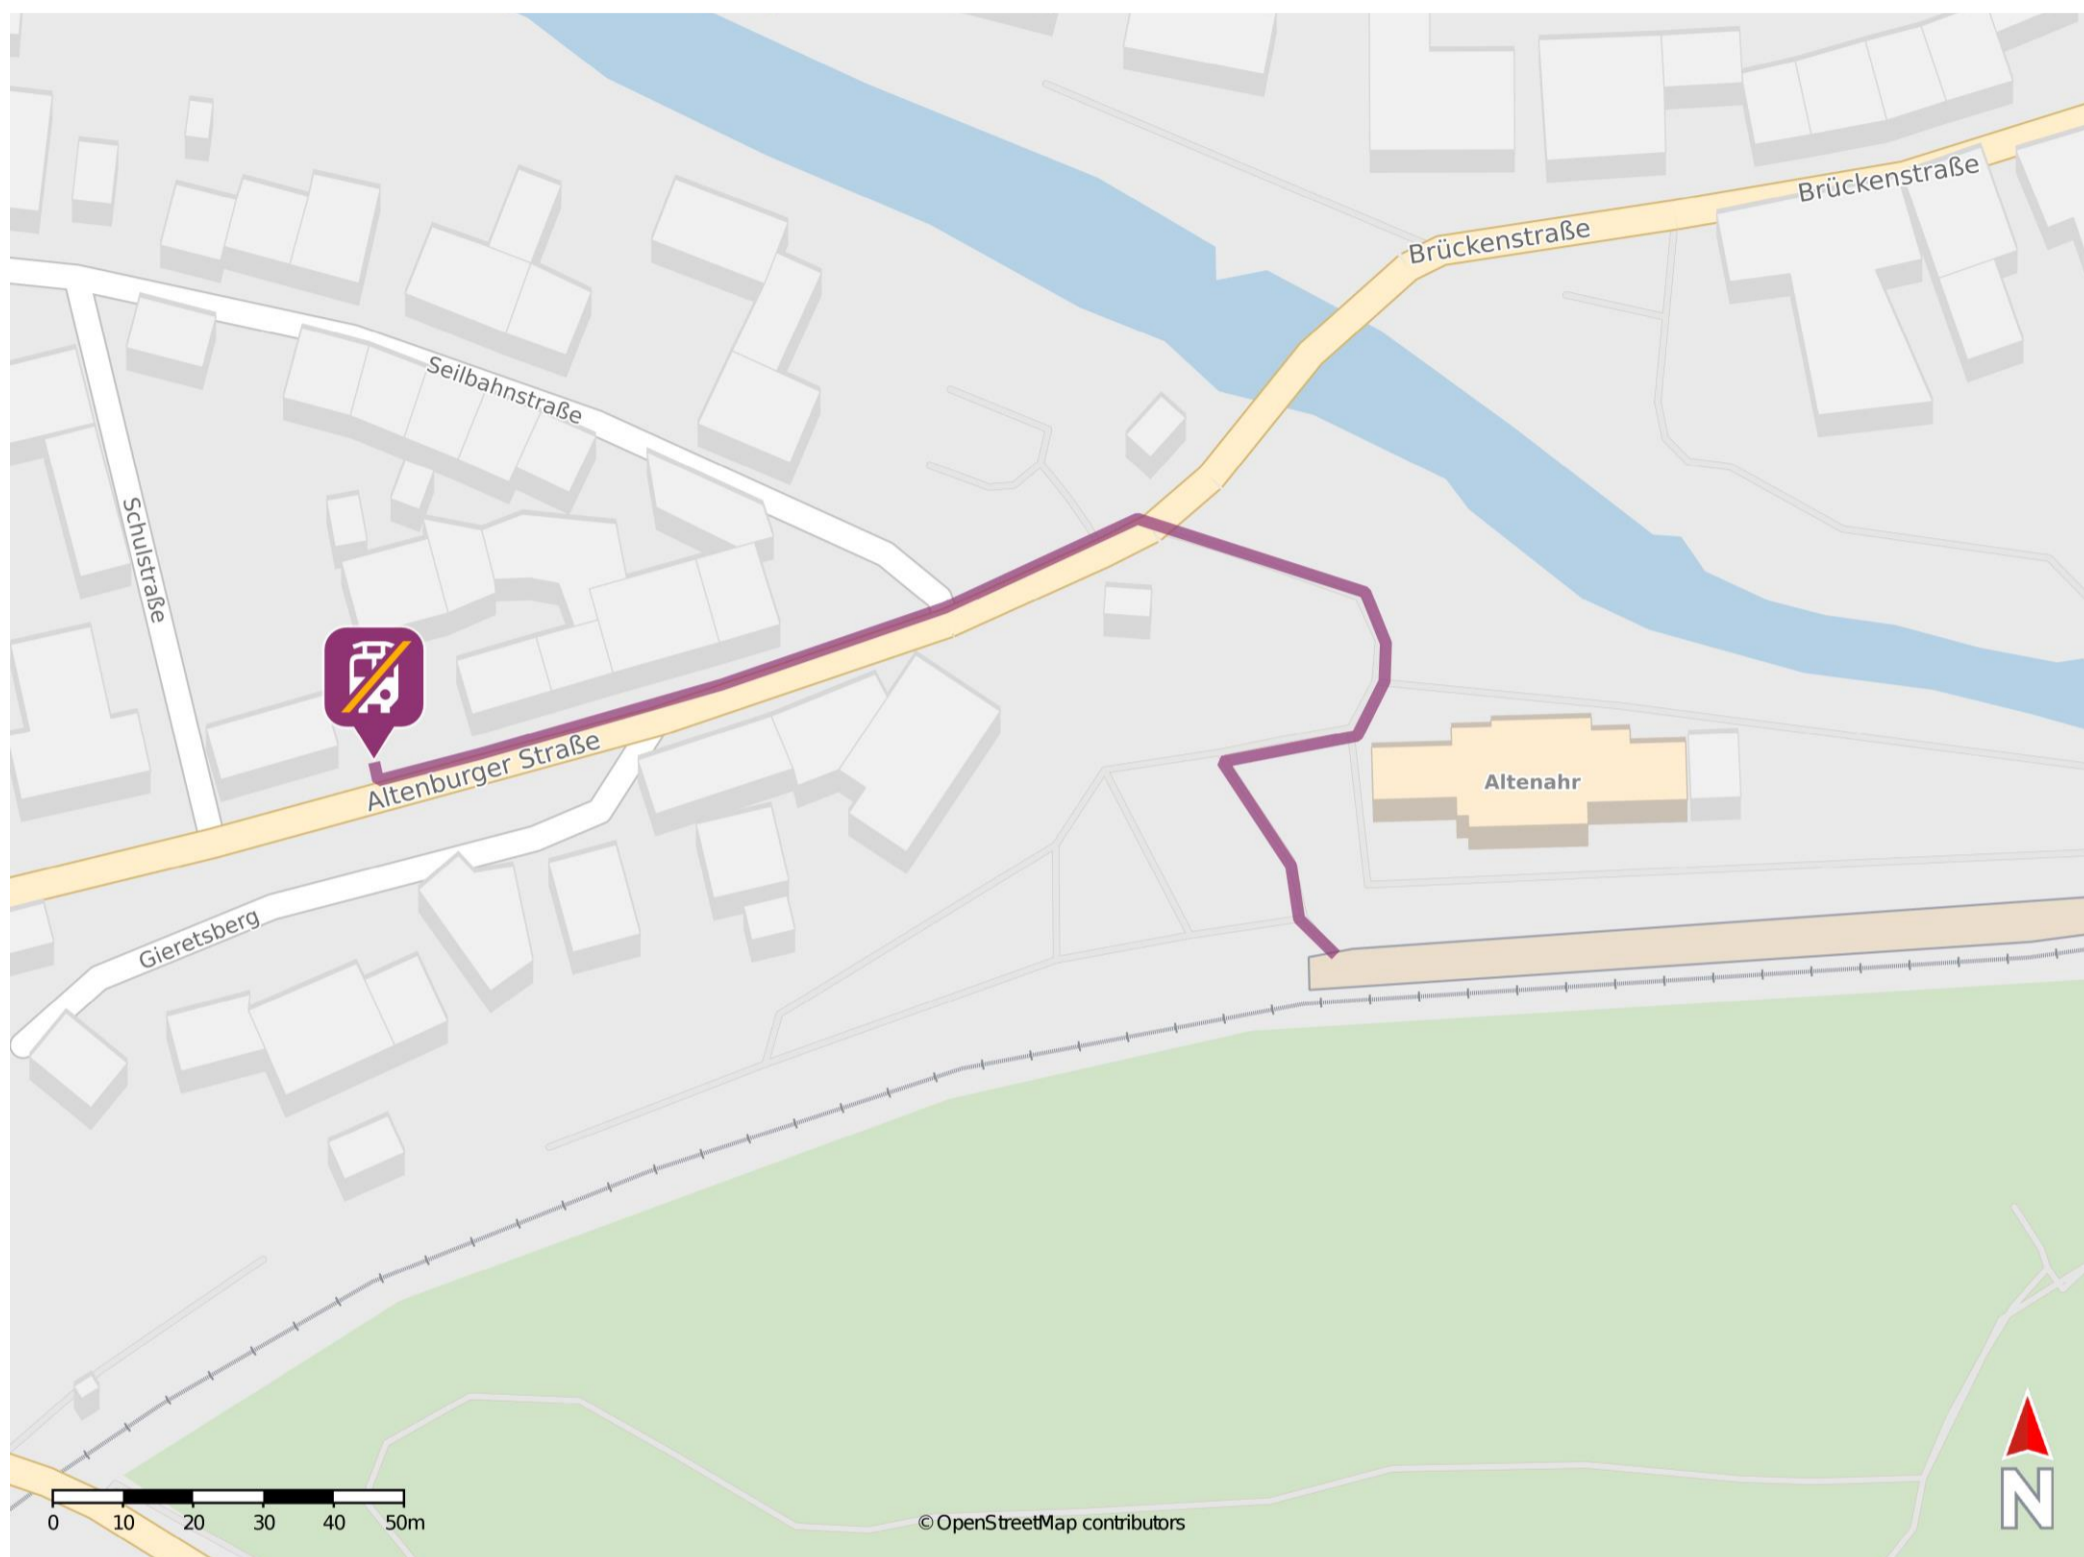 Brückenstraße
Brückenstraße
Seilbahnstraße
Schulstraße
Altenburger Straße
Altenahr
Gieretsberg
0 10 20 30 40 50m
© OpenStreetMap contributors
N